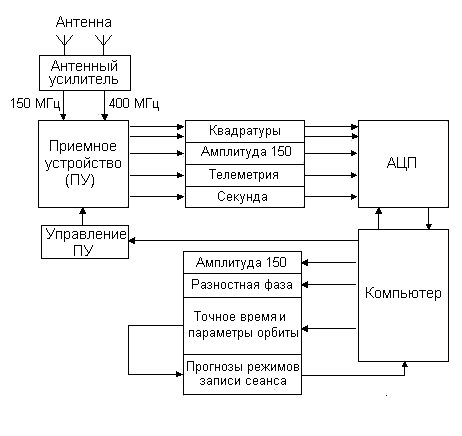 Антенна
Антенный
усилитель
150 МГц
400 МГц
Приемное
устройство
(ПУ)
Квадратуры
Амплитуда 150
Телеметрия
Секунда
АЦП
Управление
ПУ
Компьютер
Амплитуда 150
Разностная фаза
Точное время и
параметры орбиты
Прогнозы режимов
записи сеанса